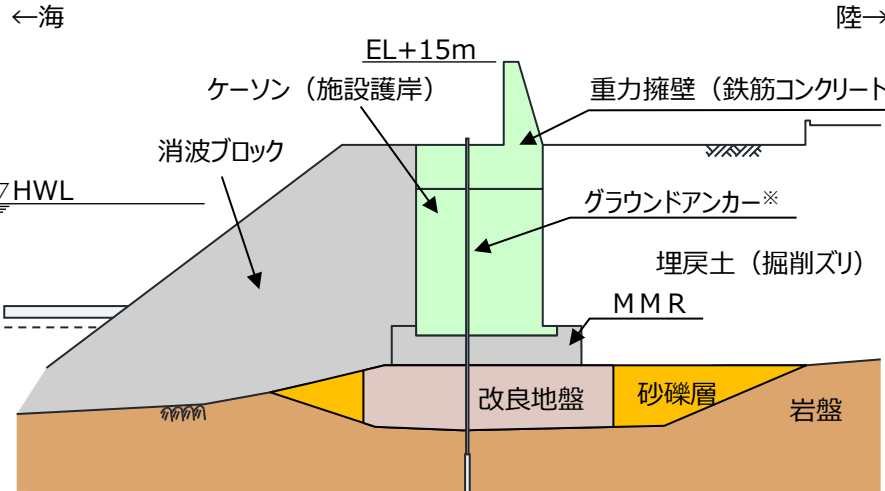 ←海
陸→
EL+15m
ケーソン（施設護岸）
重力擁壁（鉄筋コンクリート
消波ブロック
▽HWL
グラウンドアンカー※
埋戻土（掘削ズリ）
ＭＭＲ
改良地盤
砂礫層
岩盤